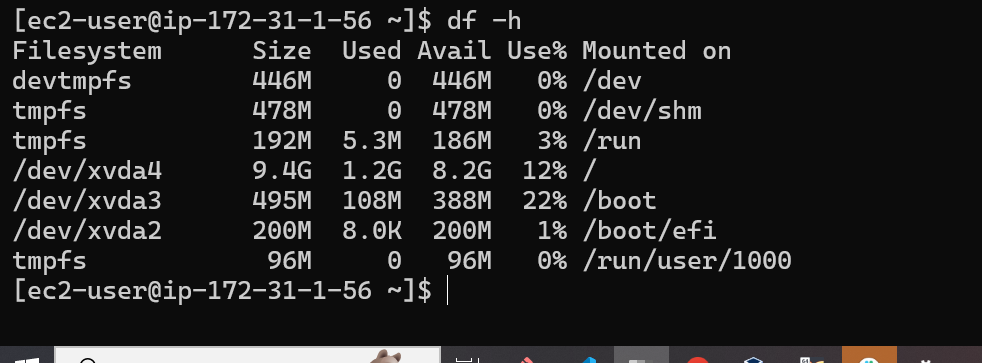 [ec2-user@ip-172-31-1-56 ~]$ df -h
Filesystem      Size  Used Avail Use% Mounted on
devtmpfs        446M     0  446M   0% /dev
tmpfs           478M     0  478M   0% /dev/shm
tmpfs           192M  5.3M  186M   3% /run
/dev/xvda4      9.4G  1.2G  8.2G  12% /
/dev/xvda3      495M  108M  388M  22% /boot
/dev/xvda2      200M  8.0K  200M   1% /boot/efi
tmpfs            96M     0   96M   0% /run/user/1000
[ec2-user@ip-172-31-1-56 ~]$